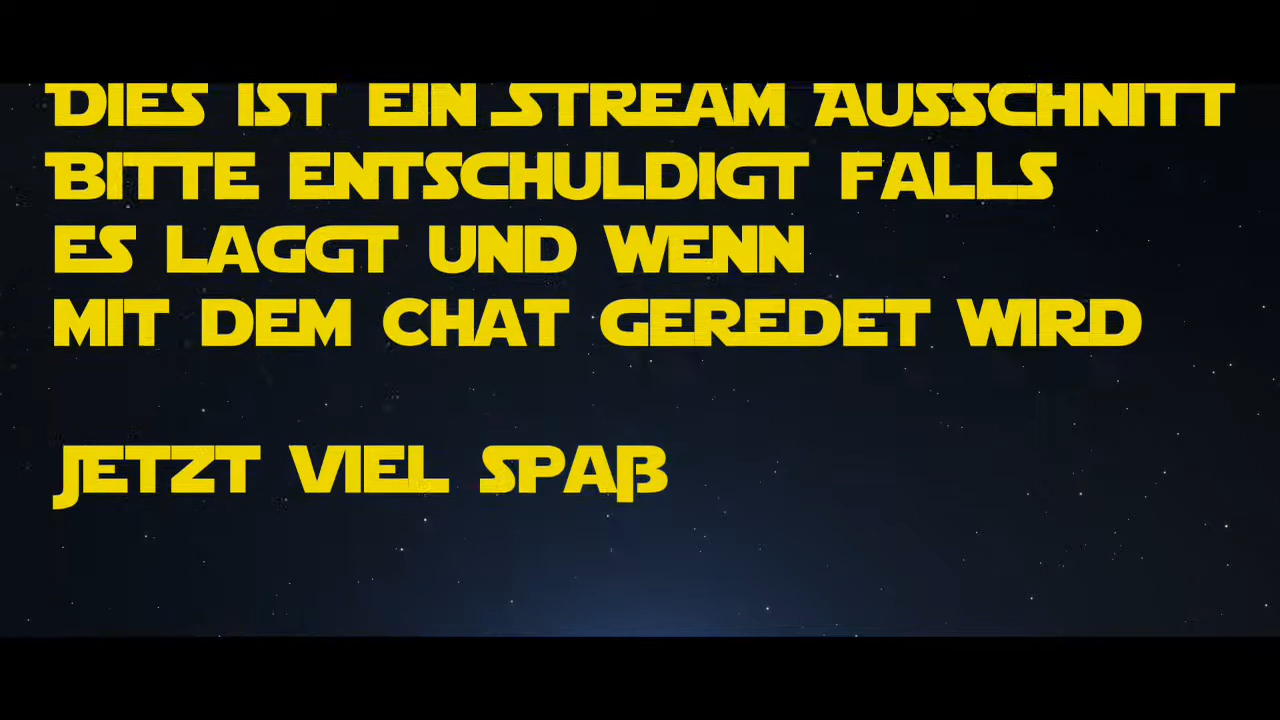 Dies ist ein Stream Ausschnitt
Bitte entschuldigt falls
es laggt und wenn
mit dem chat geredet wird
Jetzt viel spaß